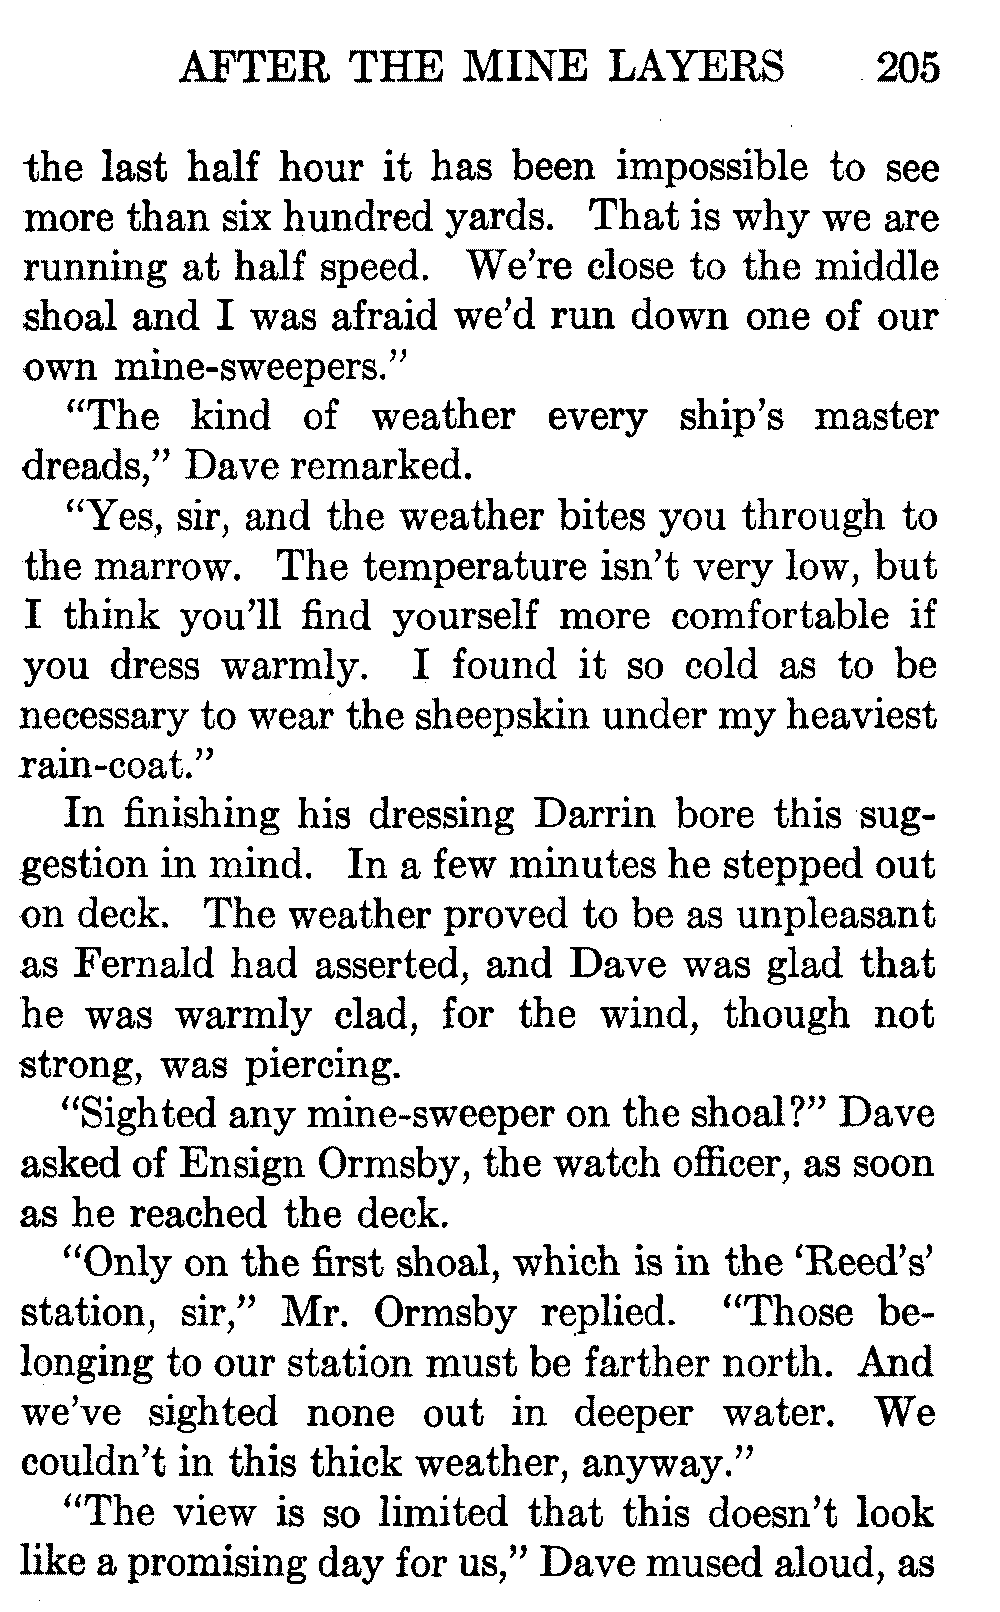 AFTER THE MINE LAYERS 205
the last half hour it has been impossible to see
more than six hundred yards. That is why we are
running at half speed. We're close to the middle
shoal and I was afraid we'd run down one of our
own mine-sweepers."
"The kind of weather every ship's master
dreads," Dave remarked.
"Yes, sir, and the weather bites you through to
the marrow. The temperature isn't very low, but
I think you'll find yourself more comfortable if
you dress warmly. I found it so cold as to be
necessary to wear the sheepskin under my heaviest
rain-coat."
In finishing his dressing Darrin bore this sug-
gestion in mind. In a few minutes he stepped out
on deck. The weather proved to be as unpleasant
as Fernald had asserted, and Dave was glad that
he was warmly clad, for the wind, though not
strong, was piercing.
"Sighted any mine-sweeper on the shoal?" Dave
asked of Ensign Ormsby, the watch officer, as soon
as he reached the deck.
"Only on the first shoal, which is in the 'Reed's'
station, sir," Mr. Ormsby replied. "Those be-
longing to our station must be farther north. And
we've sighted none out in deeper water. We
couldn't in this thick weather, anyway."
"The view is so limited that this doesn't look
like a promising day for us," Dave mused aloud, as